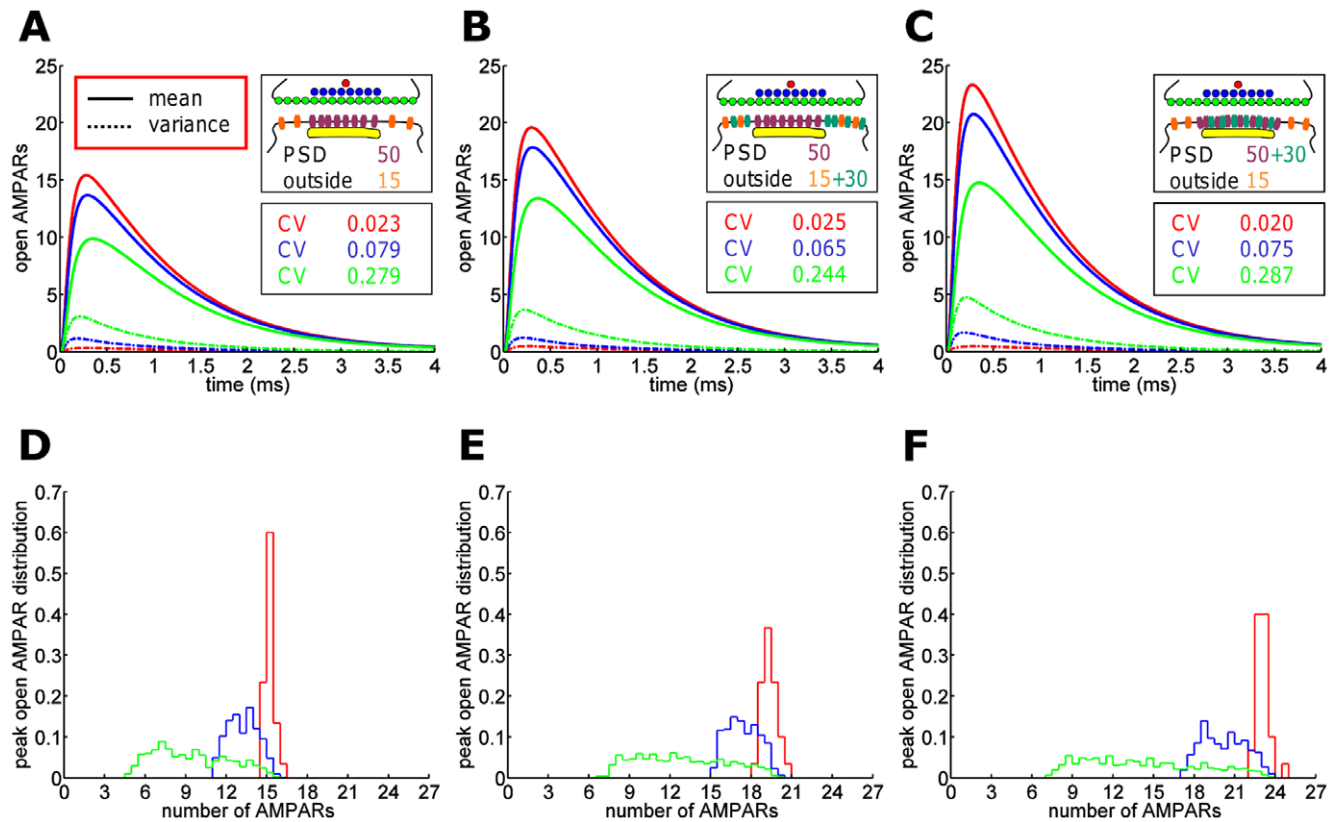 A
B
C
25
20
15
10
5
0
open AMPARs
mean
variance
PSD 50
outside 15
CV 0.023
CV 0.079
CV 0.279
0 0.5 1 1.5 2 2.5 3 3.5 4
time (ms)
25
20
15
10
5
0
open AMPARs
PSD 50
outside 15+30
CV 0.025
CV 0.065
CV 0.244
0 0.5 1 1.5 2 2.5 3 3.5 4
time (ms)
25
20
15
10
5
0
open AMPARs
PSD 50+30
outside 15
CV 0.020
CV 0.075
CV 0.287
0 0.5 1 1.5 2 2.5 3 3.5 4
time (ms)
D
E
F
0.7
0.6
0.5
0.4
0.3
0.2
0.1
0
peak open AMPAR distribution
0 3 6 9 12 15 18 21 24 27
number of AMPARs
0.7
0.6
0.5
0.4
0.3
0.2
0.1
0
peak open AMPAR distribution
0 3 6 9 12 15 18 21 24 27
number of AMPARs
0.7
0.6
0.5
0.4
0.3
0.2
0.1
0
peak open AMPAR distribution
0 3 6 9 12 15 18 21 24 27
number of AMPARs